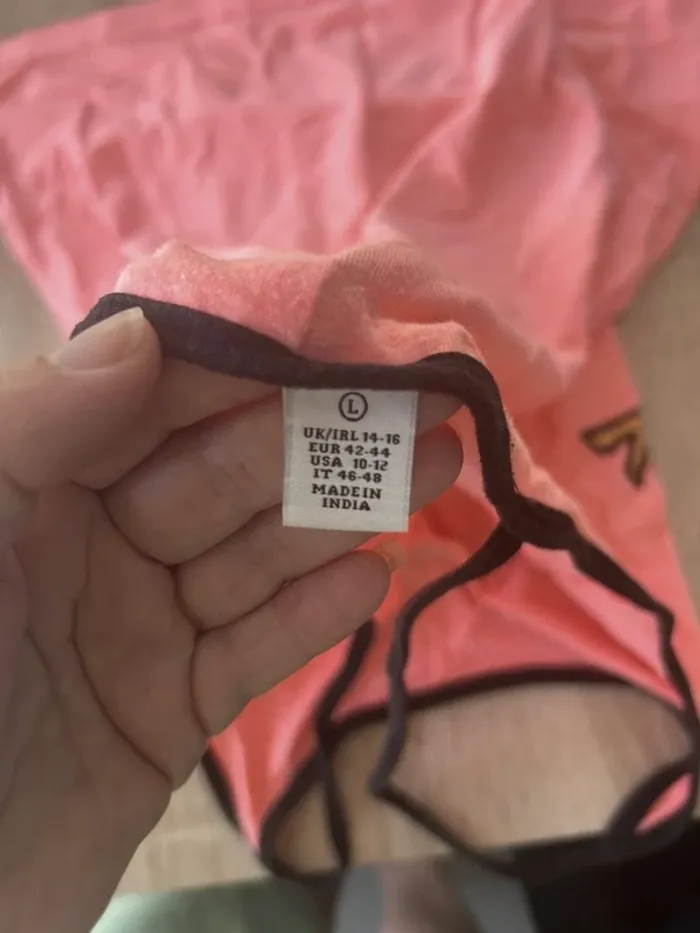 L
UK/IRL 14-16
EUR 42-44
USA 10-12
IT 46-48
MADE IN
INDIA